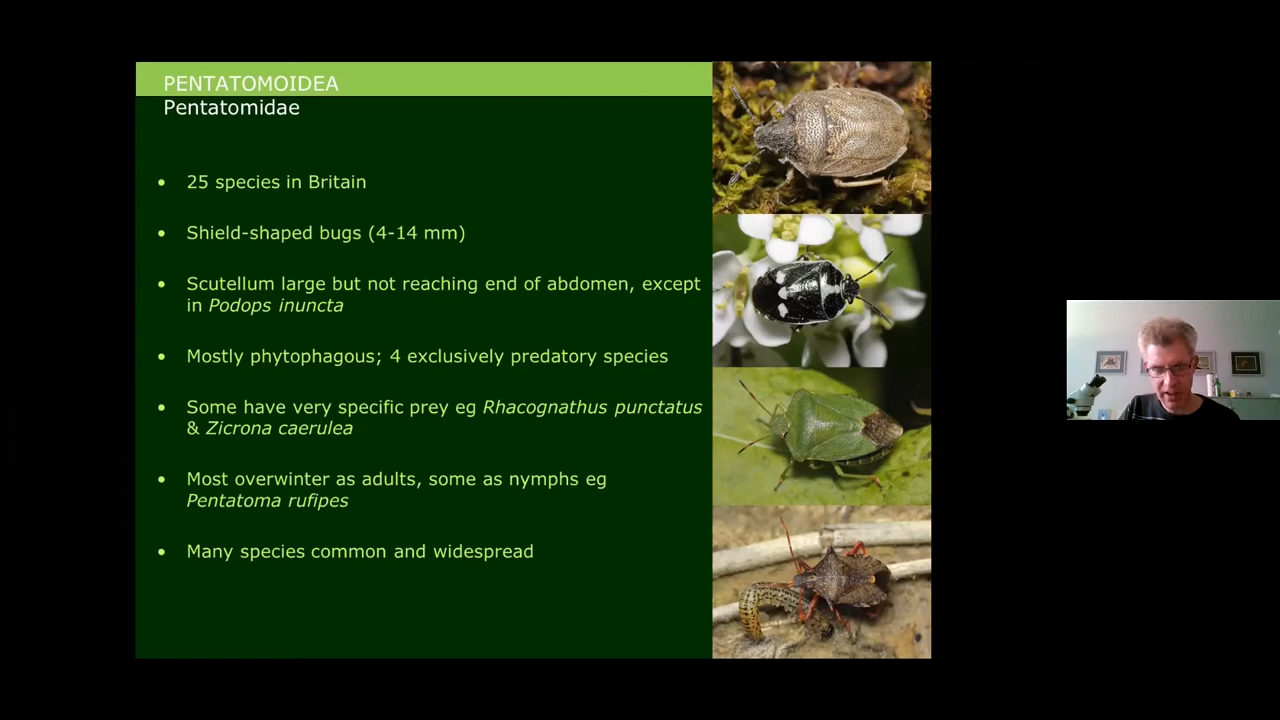 PENTATOMOIDEA
Pentatomidae
• 25 species in Britain
• Shield-shaped bugs (4-14 mm)
• Scutellum large but not reaching end of abdomen, except
in Podops inuncta
• Mostly phytophagous; 4 exclusively predatory species
• Some have very specific prey eg Rhacognathus punctatus
& Zicrona caerulea
• Most overwinter as adults, some as nymphs eg
Pentatoma rufipes
• Many species common and widespread